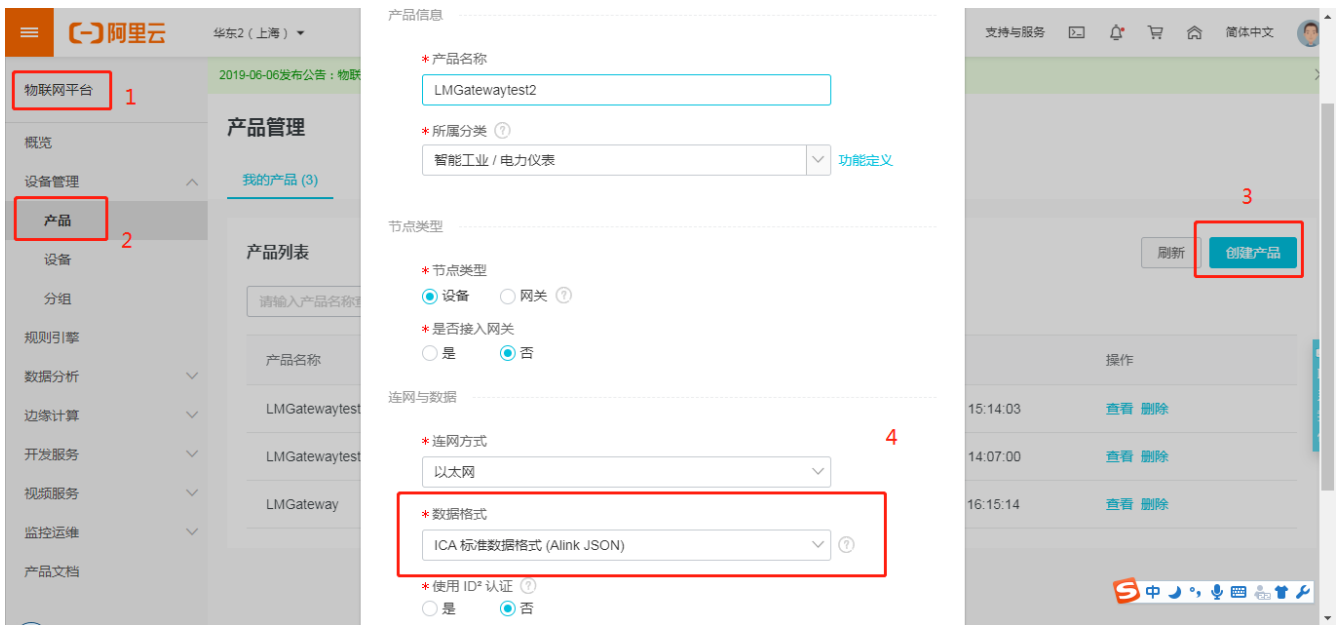 阿里云
华东2（上海）
支持与服务
简体中文
物联网平台
1
2019-06-06发布公告：物联
概览
设备管理
产品
2
设备
分组
规则引擎
数据分析
边缘计算
开发服务
视频服务
监控运维
产品文档
产品管理
我的产品 (3)
产品列表
请输入产品名称
产品名称
LMGatewaytest
LMGatewaytest
LMGateway
产品信息
*产品名称
LMGatewaytest2
*所属分类
智能工业 / 电力仪表
功能定义
节点类型
*节点类型
设备 网关
*是否接入网关
是 否
连网与数据
*连网方式
4
以太网
*数据格式
ICA 标准数据格式 (Alink JSON)
*使用 ID² 认证
是 否
3
刷新 创建产品
操作
15:14:03 查看 删除
14:07:00 查看 删除
16:15:14 查看 删除
中